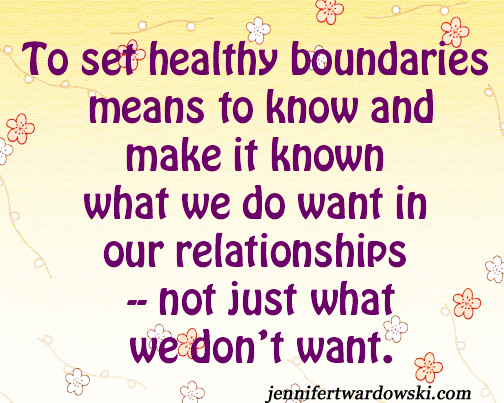 To set healthy boundaries
means to know and
make it known
what we do want in
our relationships
-- not just what
we don't want.
jennifertwardowski.com